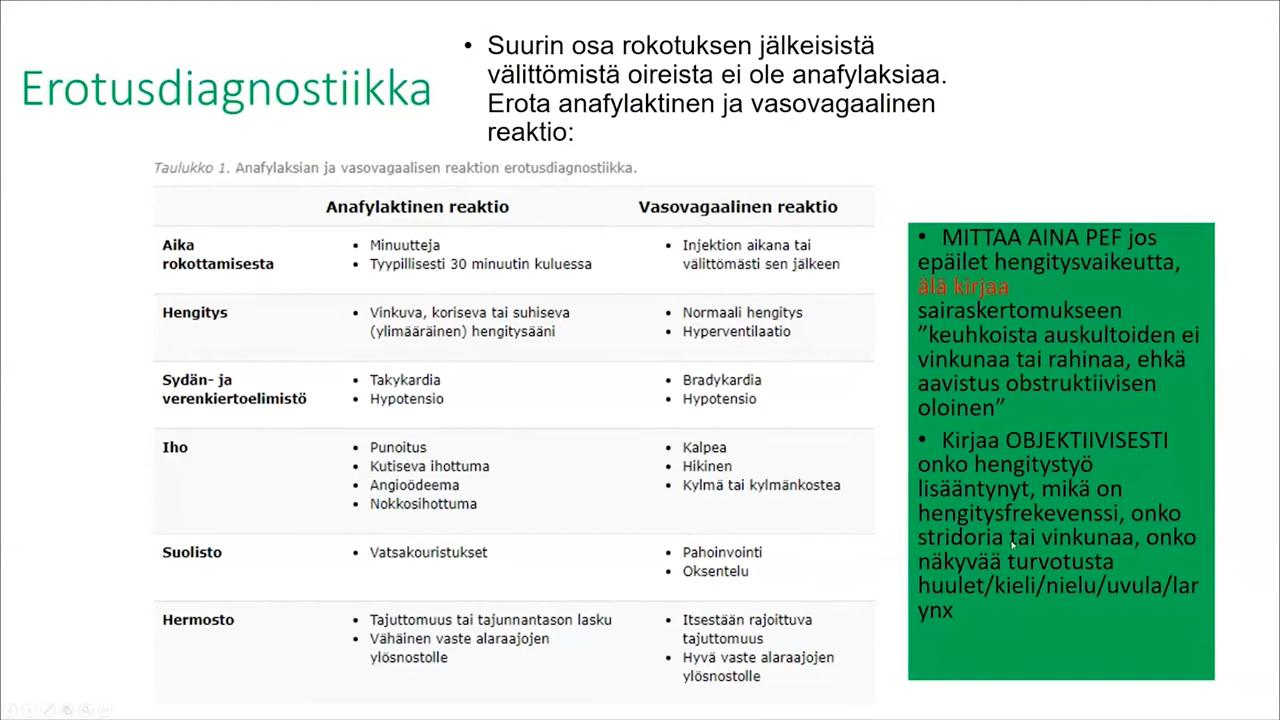 Erotusdiagnostiikka
• Suurin osa rokotuksen jälkeisistä
välittömistä oireista ei ole anafylaksiaa.
Erota anafylaktinen ja vasovagaalinen
reaktio:
Taulukko 1. Anafylaksian ja vasovagaalisen reaktion erotusdiagnostiikka.
Anafylaktinen reaktio Vasovagaalinen reaktio
Aika
rokottamisesta
• Minuutteja
• Tyypillisesti 30 minuutin kuluessa
• Injektion aikana tai
välittömästi sen jälkeen
Hengitys
• Vinkuva, koriseva tai suhiseva
(ylimääräinen) hengitysääni
• Normaali hengitys
• Hyperventilaatio
Sydän- ja
verenkiertoelimistö
• Takykardia
• Hypotensio
• Bradykardia
• Hypotensio
Iho
• Punoitus
• Kutiseva ihottuma
• Angioödeema
• Nokkosihottuma
• Kalpea
• Hikinen
• Kylmä tai kylmänkostea
Suolisto
• Vatsakouristukset
• Pahoinvointi
• Oksentelu
Hermosto
• Tajuttomuus tai tajunnantason lasku
• Vähäinen vaste alaraajojen
ylösnostolle
• Itsestään rajoittuva
tajuttomuus
• Hyvä vaste alaraajojen
ylösnostolle
• MITTAA AINA PEF jos
epäilet hengitysvaikeutta,
älä kirjaa
sairaskertomukseen
”keuhkoista auskultoiden ei
vinkunaa tai rahinaa, ehkä
aavistus obstruktiivisen
oloinen”
• Kirjaa OBJEKTIIVISESTI
onko hengitystyö
lisääntynyt, mikä on
hengitysfrekevenssi, onko
stridoria tai vinkunaa, onko
näkyvää turvotusta
huulet/kieli/nielu/uvula/lar
ynx